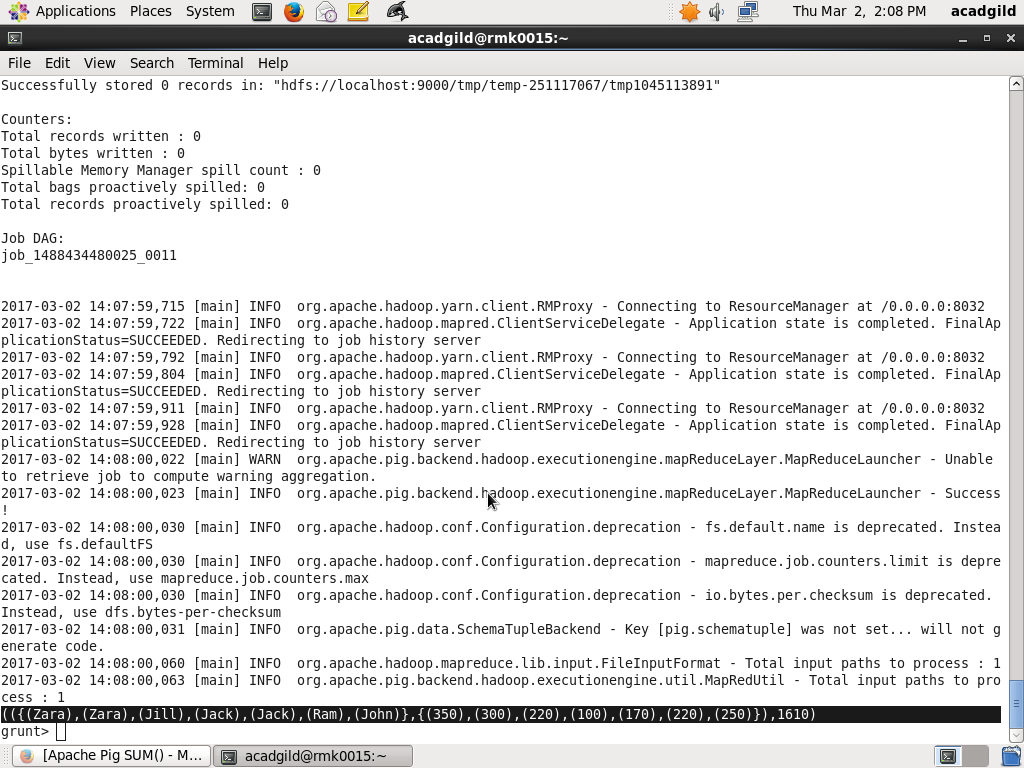 Applications Places System Thu Mar 2, 2:08 PM acadgild
acadgild@rmk0015:~
File Edit View Search Terminal Help
Successfully stored 0 records in: "hdfs://localhost:9000/tmp/temp-251117067/tmp1045113891"
Counters:
Total records written : 0
Total bytes written : 0
Spillable Memory Manager spill count : 0
Total bags proactively spilled: 0
Total records proactively spilled: 0
Job DAG:
job_1488434480025_0011
2017-03-02 14:07:59,715 [main] INFO  org.apache.hadoop.yarn.client.RMProxy - Connecting to ResourceManager at /0.0.0.0:8032
2017-03-02 14:07:59,722 [main] INFO  org.apache.hadoop.mapred.ClientServiceDelegate - Application state is completed. FinalAp
plicationStatus=SUCCEEDED. Redirecting to job history server
2017-03-02 14:07:59,792 [main] INFO  org.apache.hadoop.yarn.client.RMProxy - Connecting to ResourceManager at /0.0.0.0:8032
2017-03-02 14:07:59,804 [main] INFO  org.apache.hadoop.mapred.ClientServiceDelegate - Application state is completed. FinalAp
plicationStatus=SUCCEEDED. Redirecting to job history server
2017-03-02 14:07:59,911 [main] INFO  org.apache.hadoop.yarn.client.RMProxy - Connecting to ResourceManager at /0.0.0.0:8032
2017-03-02 14:07:59,928 [main] INFO  org.apache.hadoop.mapred.ClientServiceDelegate - Application state is completed. FinalAp
plicationStatus=SUCCEEDED. Redirecting to job history server
2017-03-02 14:08:00,022 [main] WARN  org.apache.pig.backend.hadoop.executionengine.mapReduceLayer.MapReduceLauncher - Unable
to retrieve job to compute warning aggregation.
2017-03-02 14:08:00,023 [main] INFO  org.apache.pig.backend.hadoop.executionengine.mapReduceLayer.MapReduceLauncher - Success
!
2017-03-02 14:08:00,030 [main] INFO  org.apache.hadoop.conf.Configuration.deprecation - fs.default.name is deprecated. Instea
d, use fs.defaultFS
2017-03-02 14:08:00,030 [main] INFO  org.apache.hadoop.conf.Configuration.deprecation - mapreduce.job.counters.limit is depre
cated. Instead, use mapreduce.job.counters.max
2017-03-02 14:08:00,030 [main] INFO  org.apache.hadoop.conf.Configuration.deprecation - io.bytes.per.checksum is deprecated.
Instead, use dfs.bytes-per-checksum
2017-03-02 14:08:00,031 [main] INFO  org.apache.pig.data.SchemaTupleBackend - Key [pig.schematuple] was not set... will not g
enerate code.
2017-03-02 14:08:00,060 [main] INFO  org.apache.hadoop.mapreduce.lib.input.FileInputFormat - Total input paths to process : 1
2017-03-02 14:08:00,063 [main] INFO  org.apache.pig.backend.hadoop.executionengine.util.MapRedUtil - Total input paths to pro
cess : 1
(({(Zara),(Zara),(Jill),(Jack),(Jack),(Ram),(John)},{(350),(300),(220),(100),(170),(220),(250)}),1610)
grunt>
[Apache Pig SUM() - M... acadgild@rmk0015:~